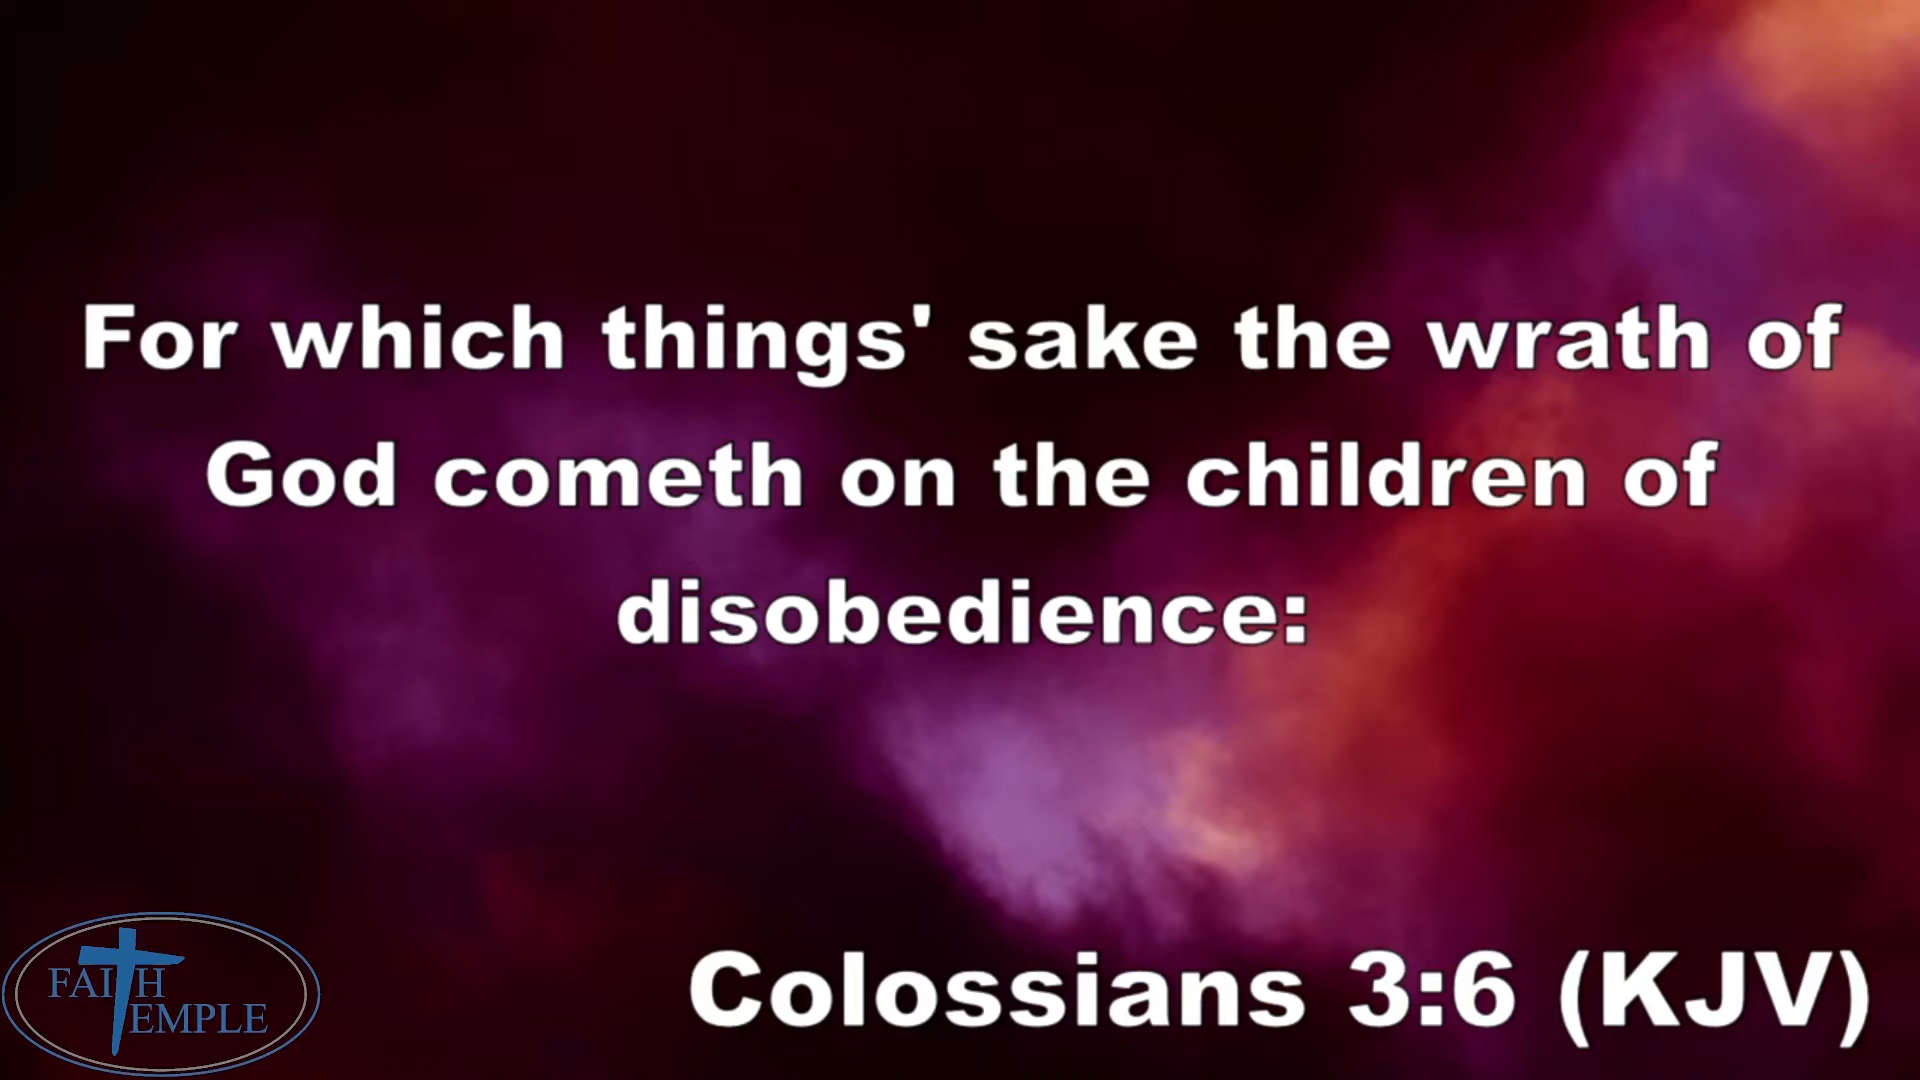 For which things' sake the wrath of
God cometh on the children of
disobedience:
Colossians 3:6 (KJV)
FAITH
TEMPLE